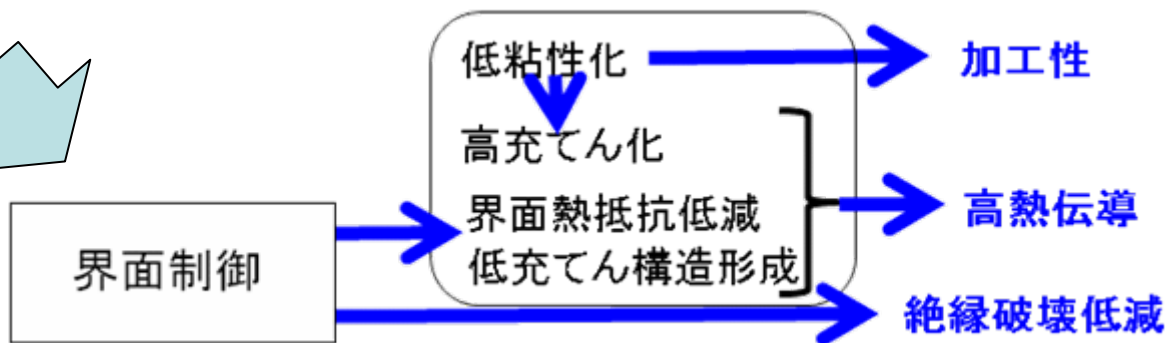 低粘性化
加工性
高充てん化
界面熱抵抗低減
高熱伝導
界面制御
低充てん構造形成
絶縁破壊低減